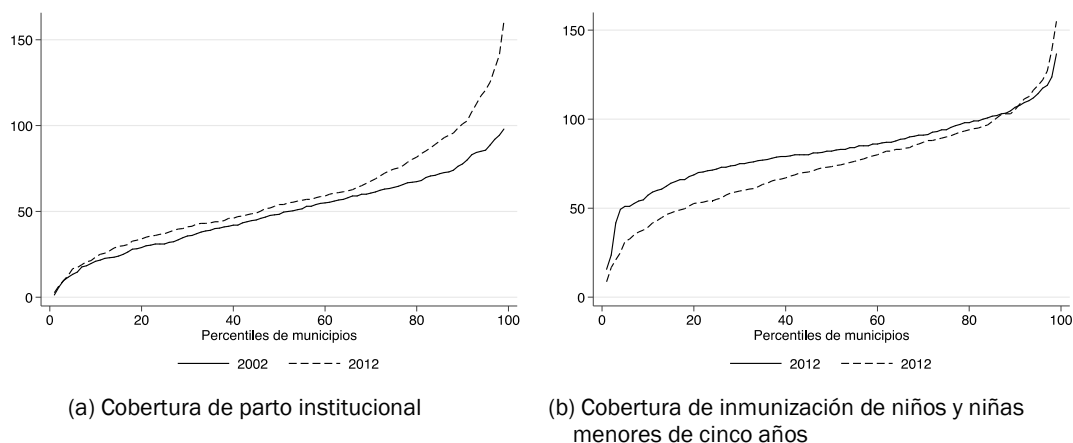 150
100
50
0
0 20 40 60 80 100
Percentiles de municipios
2002 2012
(a) Cobertura de parto institucional
150
100
50
0
0 20 40 60 80 100
Percentiles de municipios
2012 2012
(b) Cobertura de inmunización de niños y niñas
menores de cinco años